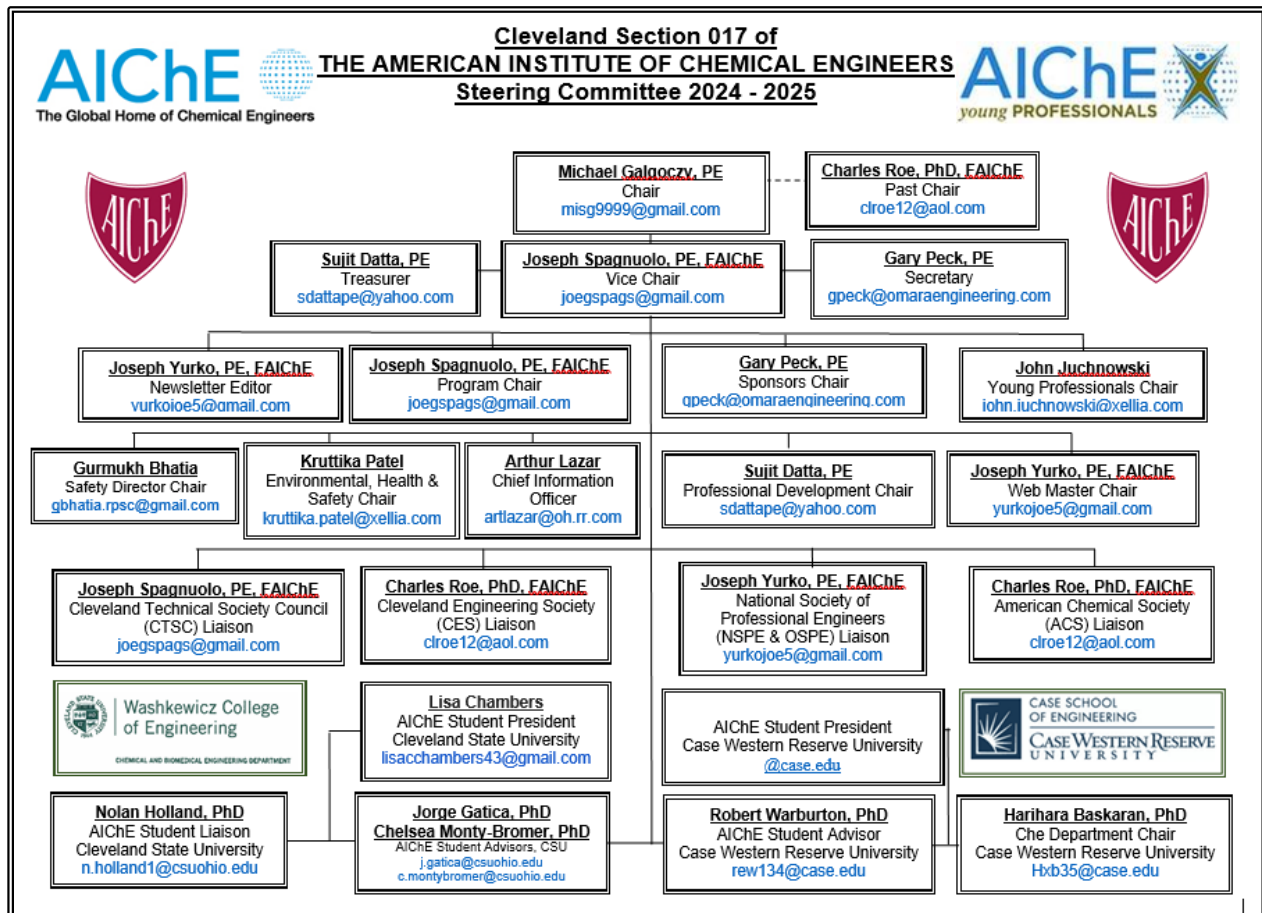 Cleveland Section 017 of
THE AMERICAN INSTITUTE OF CHEMICAL ENGINEERS
Steering Committee 2024 - 2025
AIChE
The Global Home of Chemical Engineers
AIChE
young PROFESSIONALS
AIChE
AIChE
Michael Galgoczy, PE
Chair
misg9999@gmail.com
Charles Roe, PhD, FAIChE
Past Chair
clroe12@aol.com
Sujit Datta, PE
Treasurer
sdattape@yahoo.com
Joseph Spagnuolo, PE, FAIChE
Vice Chair
joegspags@gmail.com
Gary Peck, PE
Secretary
gpeck@omaraengineering.com
Joseph Yurko, PE, FAIChE
Newsletter Editor
yurkojoe5@gmail.com
Joseph Spagnuolo, PE, FAIChE
Program Chair
joegspags@gmail.com
Gary Peck, PE
Sponsors Chair
gpeck@omaraengineering.com
John Juchnowski
Young Professionals Chair
john.juchnowski@xellia.com
Gurmukh Bhatia
Safety Director Chair
gbhatia.rpsc@gmail.com
Kruttika Patel
Environmental, Health &
Safety Chair
kruttika.patel@xellia.com
Arthur Lazar
Chief Information
Officer
artlazar@oh.rr.com
Sujit Datta, PE
Professional Development Chair
sdattape@yahoo.com
Joseph Yurko, PE, FAIChE
Web Master Chair
yurkojoe5@gmail.com
Joseph Spagnuolo, PE, FAIChE
Cleveland Technical Society Council
(CTSC) Liaison
joegspags@gmail.com
Charles Roe, PhD, FAIChE
Cleveland Engineering Society
(CES) Liaison
clroe12@aol.com
Joseph Yurko, PE, FAIChE
National Society of
Professional Engineers
(NSPE & OSPE) Liaison
yurkojoe5@gmail.com
Charles Roe, PhD, FAIChE
American Chemical Society
(ACS) Liaison
clroe12@aol.com
Washkewicz College
of Engineering
CHEMICAL AND BIOMEDICAL ENGINEERING DEPARTMENT
Lisa Chambers
AIChE Student President
Cleveland State University
lisacchambers43@gmail.com
AIChE Student President
Case Western Reserve University
@case.edu
CASE SCHOOL
OF ENGINEERING
CASE WESTERN RESERVE
UNIVERSITY
Nolan Holland, PhD
AIChE Student Liaison
Cleveland State University
n.holland1@csuohio.edu
Jorge Gatica, PhD
Chelsea Monty-Bromer, PhD
AIChE Student Advisors, CSU
j.gatica@csuohio.edu
c.montybromer@csuohio.edu
Robert Warburton, PhD
AIChE Student Advisor
Case Western Reserve University
rew134@case.edu
Harihara Baskaran, PhD
Che Department Chair
Case Western Reserve University
Hxb35@case.edu